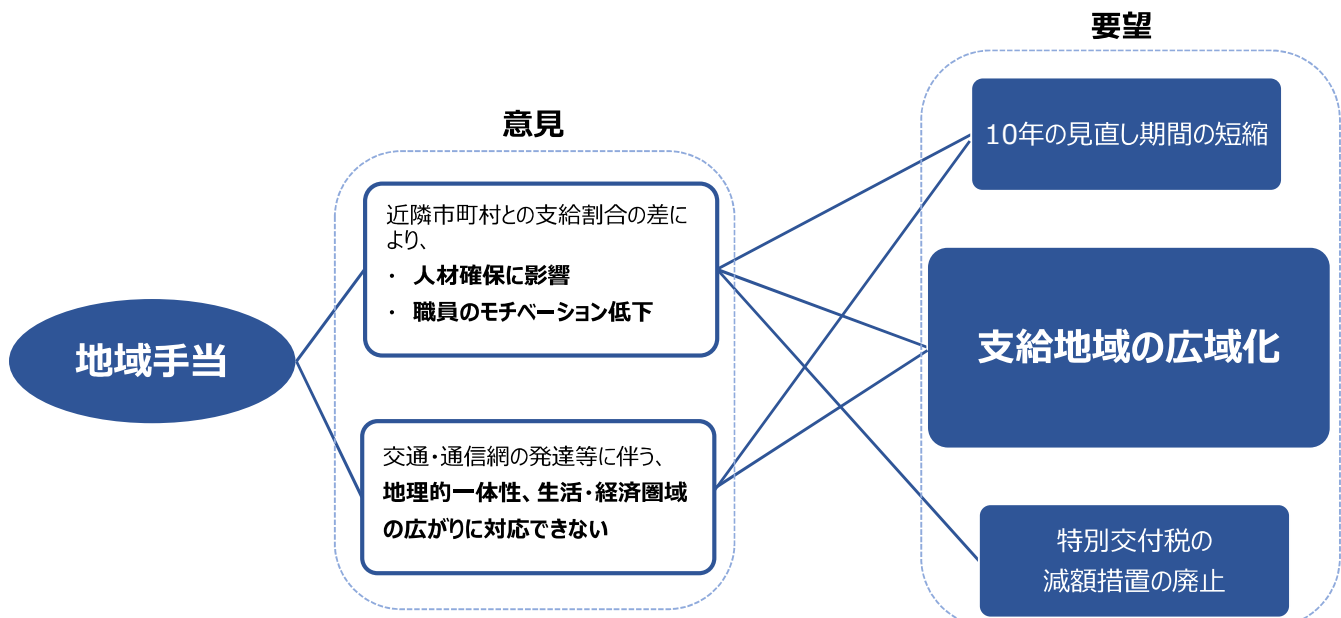 要望
意見
10年の見直し期間の短縮
近隣市町村との支給割合の差に
より、
・ 人材確保に影響
・ 職員のモチベーション低下
支給地域の広域化
地域手当
交通・通信網の発達等に伴う、
地理的一体性、生活・経済圏域
の広がりに対応できない
特別交付税の
減額措置の廃止